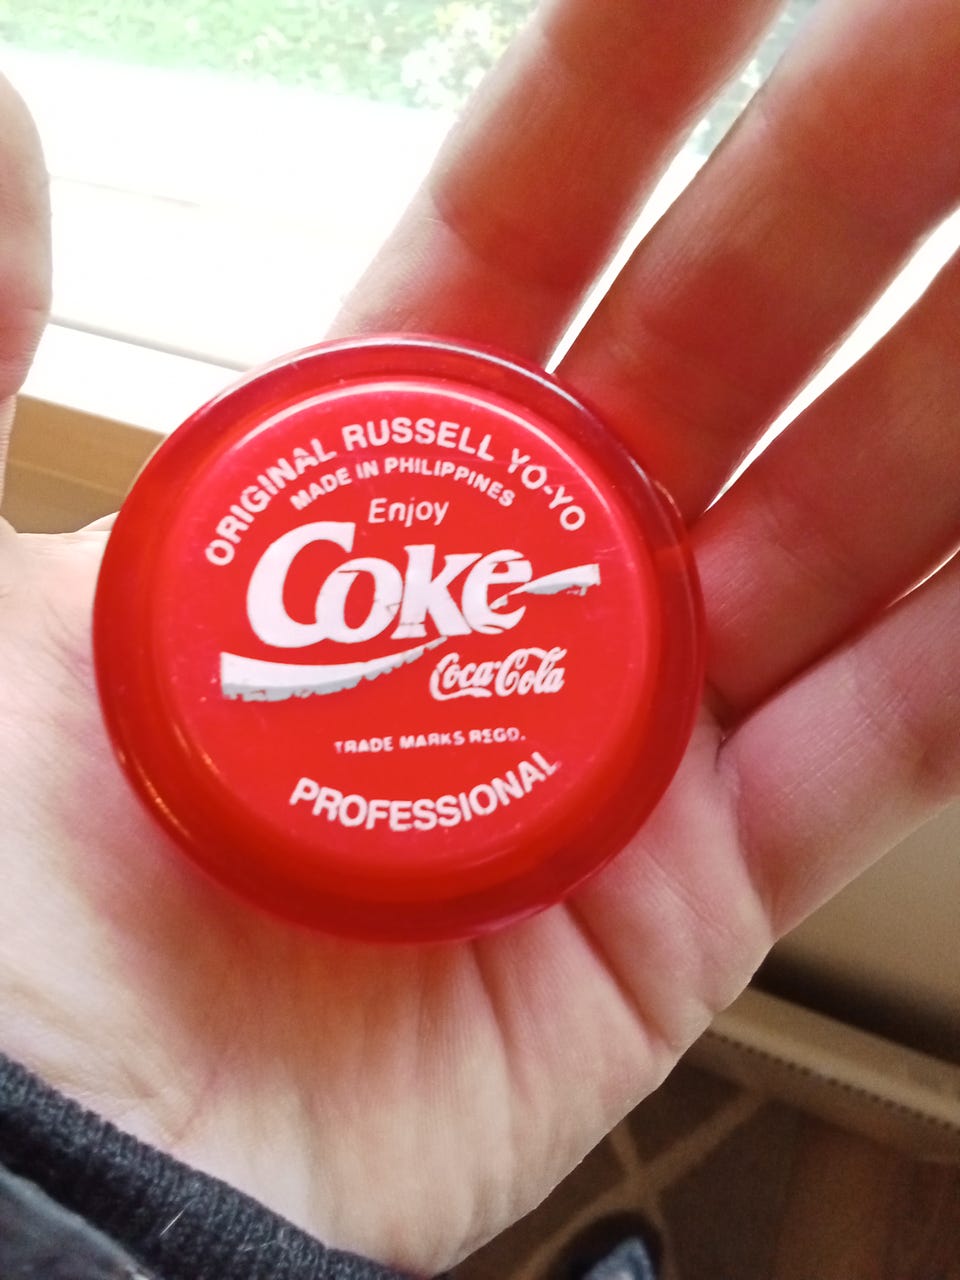 ORIGINAL RUSSELL YO-YO
MADE IN PHILIPPINES
Enjoy
Coke
Coca-Cola
TRADE MARKS REGD.
PROFESSIONAL